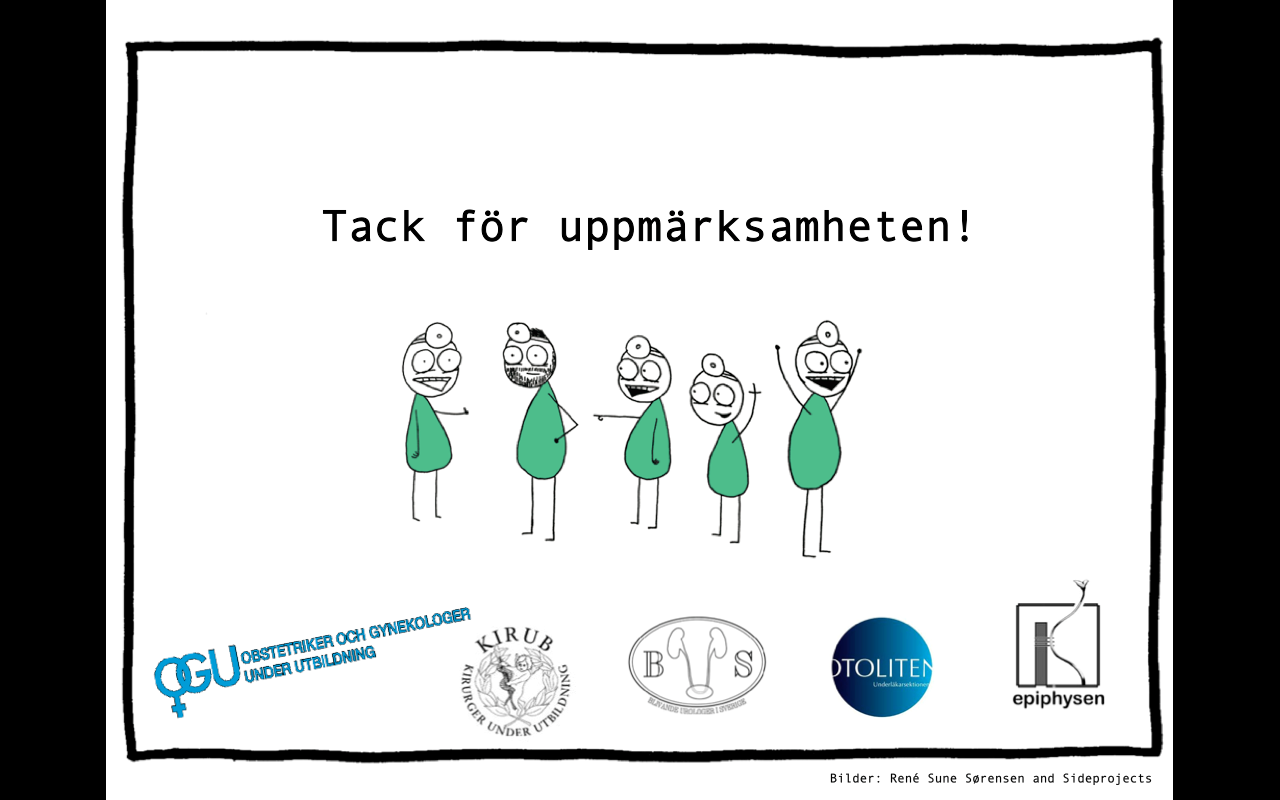 Tack för uppmärksamheten!
OGU OBSTETRIKER OCH GYNEKOLOGER
UNDER UTBILDNING
KIRUB
KIRURGER UNDER UTBILDNING
B S
BLIVANDE UROLOGER I SVERIGE
OTOLITEN
Underläkarsektionen
epiphysen
Bilder: René Sune Sørensen and Sideprojects